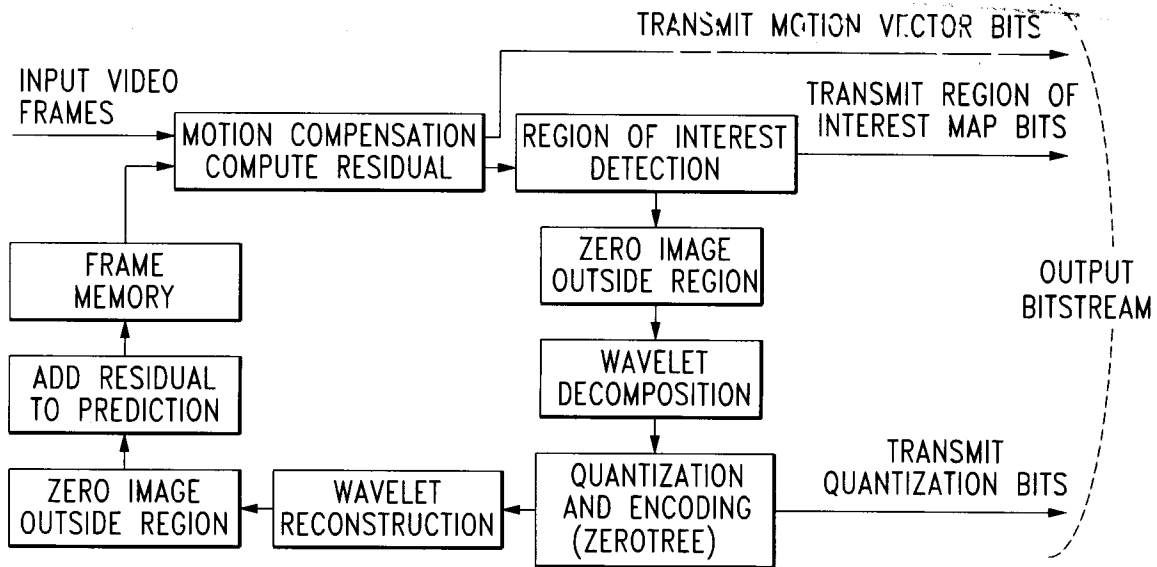 TRANSMIT MOTION VECTOR BITS
INPUT VIDEO
FRAMES
TRANSMIT REGION OF
INTEREST MAP BITS
MOTION COMPENSATION
COMPUTE RESIDUAL
REGION OF INTEREST
DETECTION
ZERO IMAGE
OUTSIDE REGION
FRAME
MEMORY
OUTPUT
BITSTREAM
WAVELET
DECOMPOSITION
ADD RESIDUAL
TO PREDICTION
TRANSMIT
QUANTIZATION BITS
QUANTIZATION
AND ENCODING
(ZEROTREE)
WAVELET
RECONSTRUCTION
ZERO IMAGE
OUTSIDE REGION